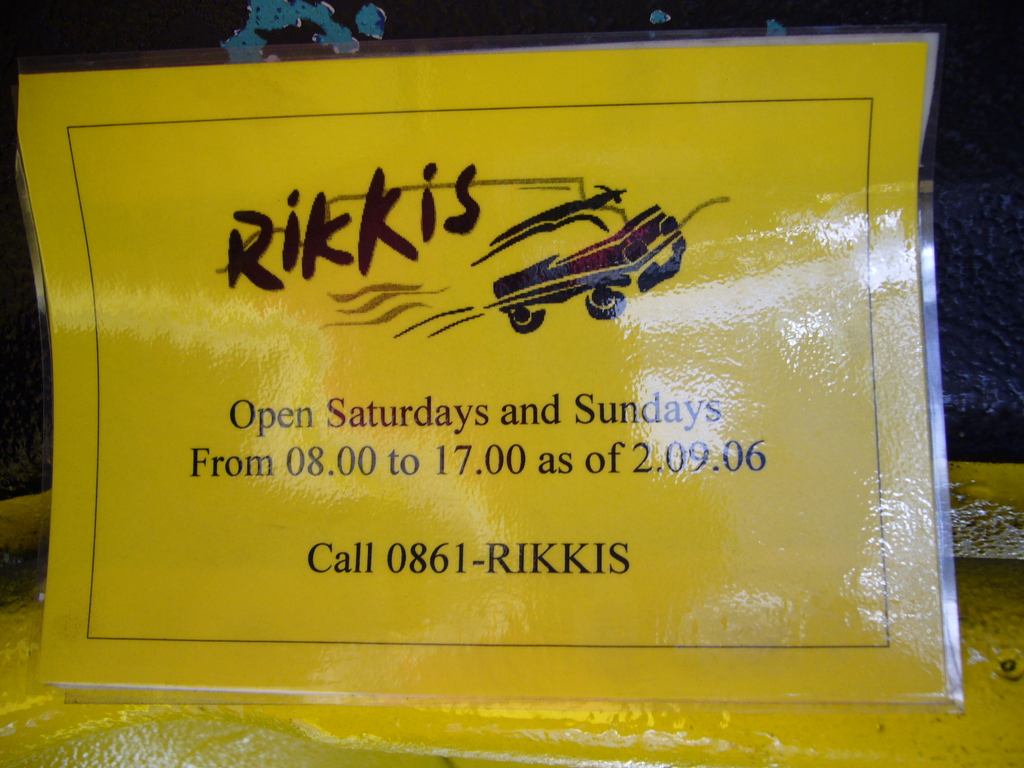 RiKKiS
Open Saturdays and Sundays
From 08.00 to 17.00 as of 2.09.06
Call 0861-RIKKIS